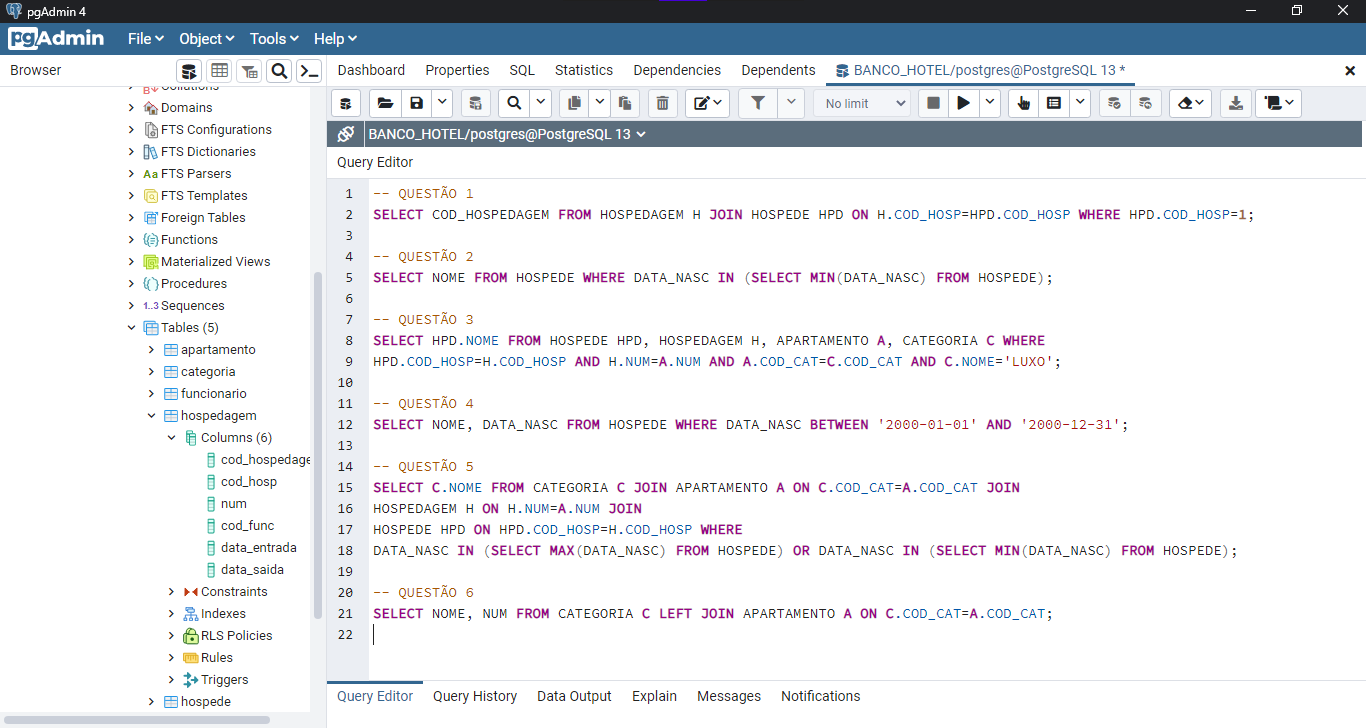 pgAdmin 4
pgAdmin File Object Tools Help
Browser
Dashboard Properties SQL Statistics Dependencies Dependents BANCO_HOTEL/postgres@PostgreSQL 13 *
No limit
BANCO_HOTEL/postgres@PostgreSQL 13
Query Editor
Collations
Domains
FTS Configurations
FTS Dictionaries
Aa FTS Parsers
FTS Templates
Foreign Tables
Functions
Materialized Views
Procedures
1..3 Sequences
Tables (5)
apartamento
categoria
funcionario
hospedagem
Columns (6)
cod_hospedage
cod_hosp
num
cod_func
data_entrada
data_saida
Constraints
Indexes
RLS Policies
Rules
Triggers
hospede
1 -- QUESTÃO 1
2 SELECT COD_HOSPEDAGEM FROM HOSPEDAGEM H JOIN HOSPEDE HPD ON H.COD_HOSP=HPD.COD_HOSP WHERE HPD.COD_HOSP=1;
3
4 -- QUESTÃO 2
5 SELECT NOME FROM HOSPEDE WHERE DATA_NASC IN (SELECT MIN(DATA_NASC) FROM HOSPEDE);
6
7 -- QUESTÃO 3
8 SELECT HPD.NOME FROM HOSPEDE HPD, HOSPEDAGEM H, APARTAMENTO A, CATEGORIA C WHERE
9 HPD.COD_HOSP=H.COD_HOSP AND H.NUM=A.NUM AND A.COD_CAT=C.COD_CAT AND C.NOME='LUXO';
10
11 -- QUESTÃO 4
12 SELECT NOME, DATA_NASC FROM HOSPEDE WHERE DATA_NASC BETWEEN '2000-01-01' AND '2000-12-31';
13
14 -- QUESTÃO 5
15 SELECT C.NOME FROM CATEGORIA C JOIN APARTAMENTO A ON C.COD_CAT=A.COD_CAT JOIN
16 HOSPEDAGEM H ON H.NUM=A.NUM JOIN
17 HOSPEDE HPD ON HPD.COD_HOSP=H.COD_HOSP WHERE
18 DATA_NASC IN (SELECT MAX(DATA_NASC) FROM HOSPEDE) OR DATA_NASC IN (SELECT MIN(DATA_NASC) FROM HOSPEDE);
19
20 -- QUESTÃO 6
21 SELECT NOME, NUM FROM CATEGORIA C LEFT JOIN APARTAMENTO A ON C.COD_CAT=A.COD_CAT;
22
Query Editor Query History Data Output Explain Messages Notifications